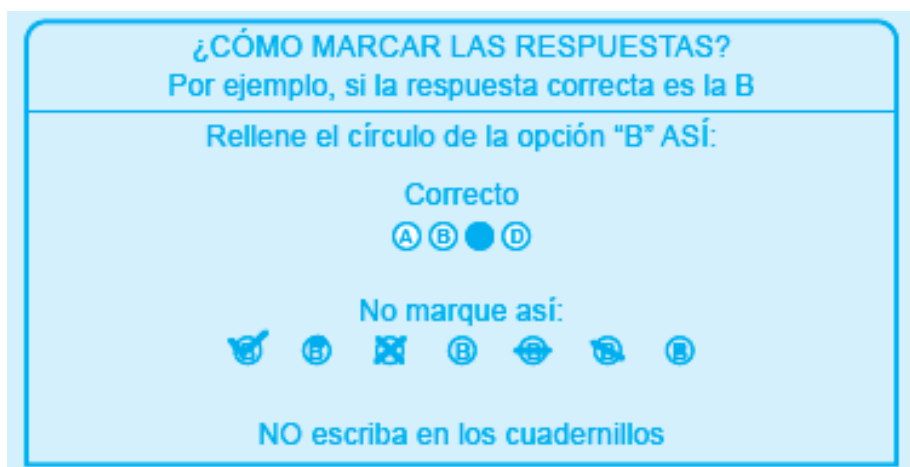 ¿CÓMO MARCAR LAS RESPUESTAS?
Por ejemplo, si la respuesta correcta es la B
Rellene el círculo de la opción “B” ASÍ:
Correcto
A B D
No marque así:
B B B B B
NO escriba en los cuadernillos